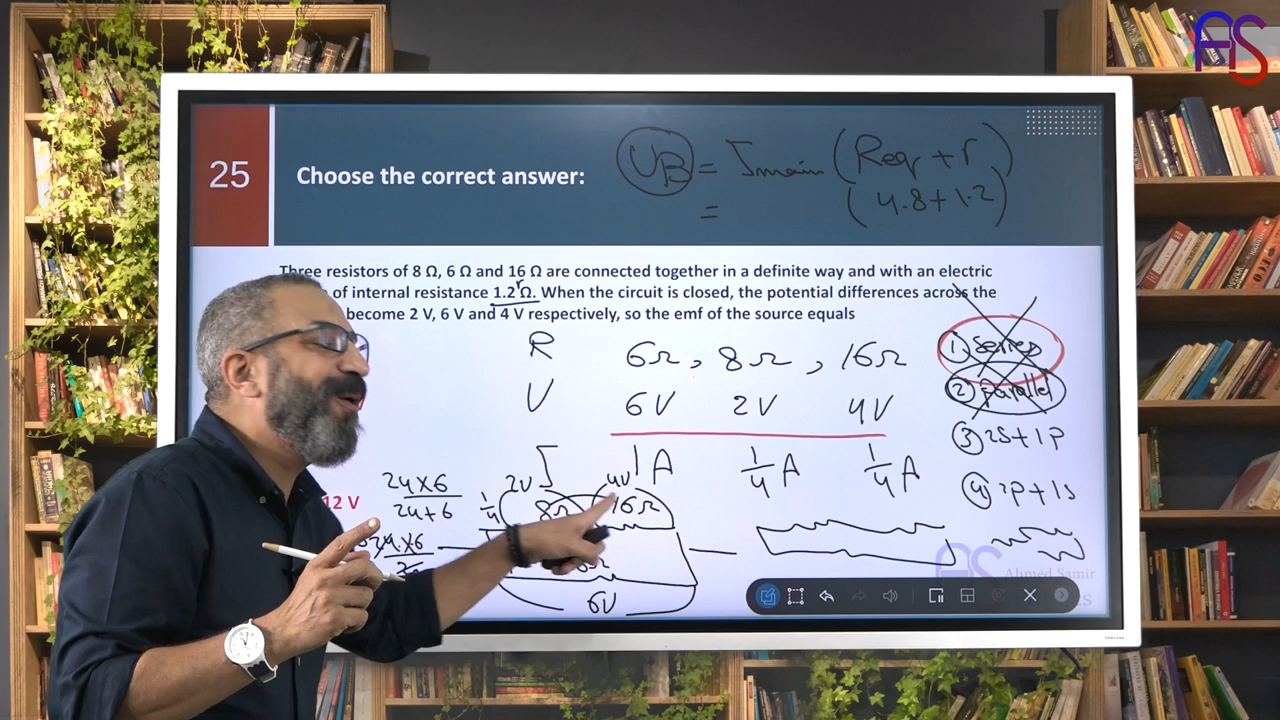 AS
25
Choose the correct answer:
UB = Imain (Req + r)
= (4.8 + 1.2)
Three resistors of 8 Ω, 6 Ω and 16 Ω are connected together in a definite way and with an electric
of internal resistance 1.2 Ω. When the circuit is closed, the potential differences across the
r
become 2 V, 6 V and 4 V respectively, so the emf of the source equals
R 6Ω, 8Ω, 16Ω
V 6V 2V 4V
I 1A 1/4 A 1/4 A
① series
② parallel
③ 2S + 1P
④ 2P + 1S
12 V
24×6
24+6
1/4 2V 4V
8Ω 16Ω
6V
Ahmed Samir